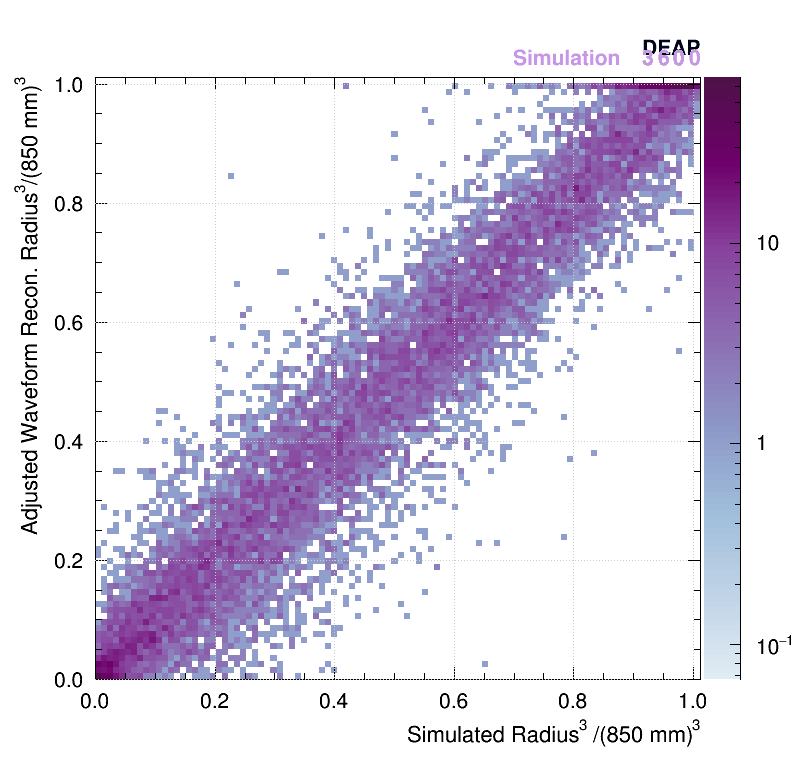 DEAP
Simulation 3600
Adjusted Waveform Recon. Radius³/(850 mm)³
1.0
0.8
0.6
0.4
0.2
0.0
0.0 0.2 0.4 0.6 0.8 1.0
Simulated Radius³ /(850 mm)³
10
1
10⁻¹